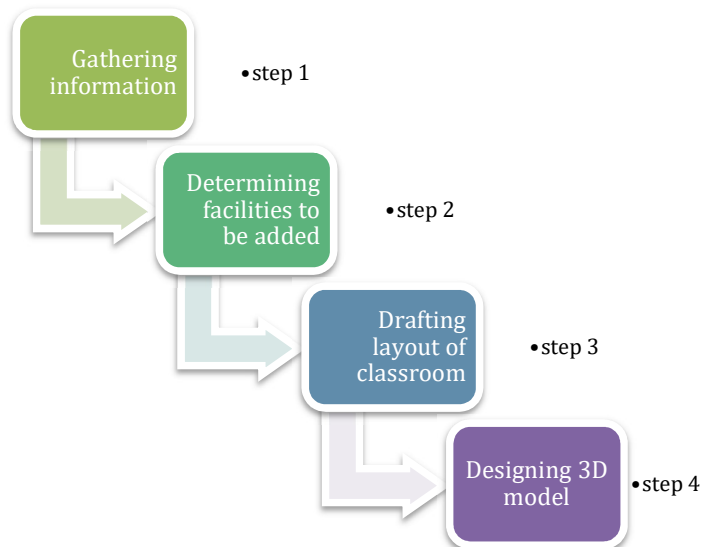 Gathering
information
•step 1
Determining
facilities to
be added
•step 2
Drafting
layout of
classroom
•step 3
Designing 3D
model
•step 4